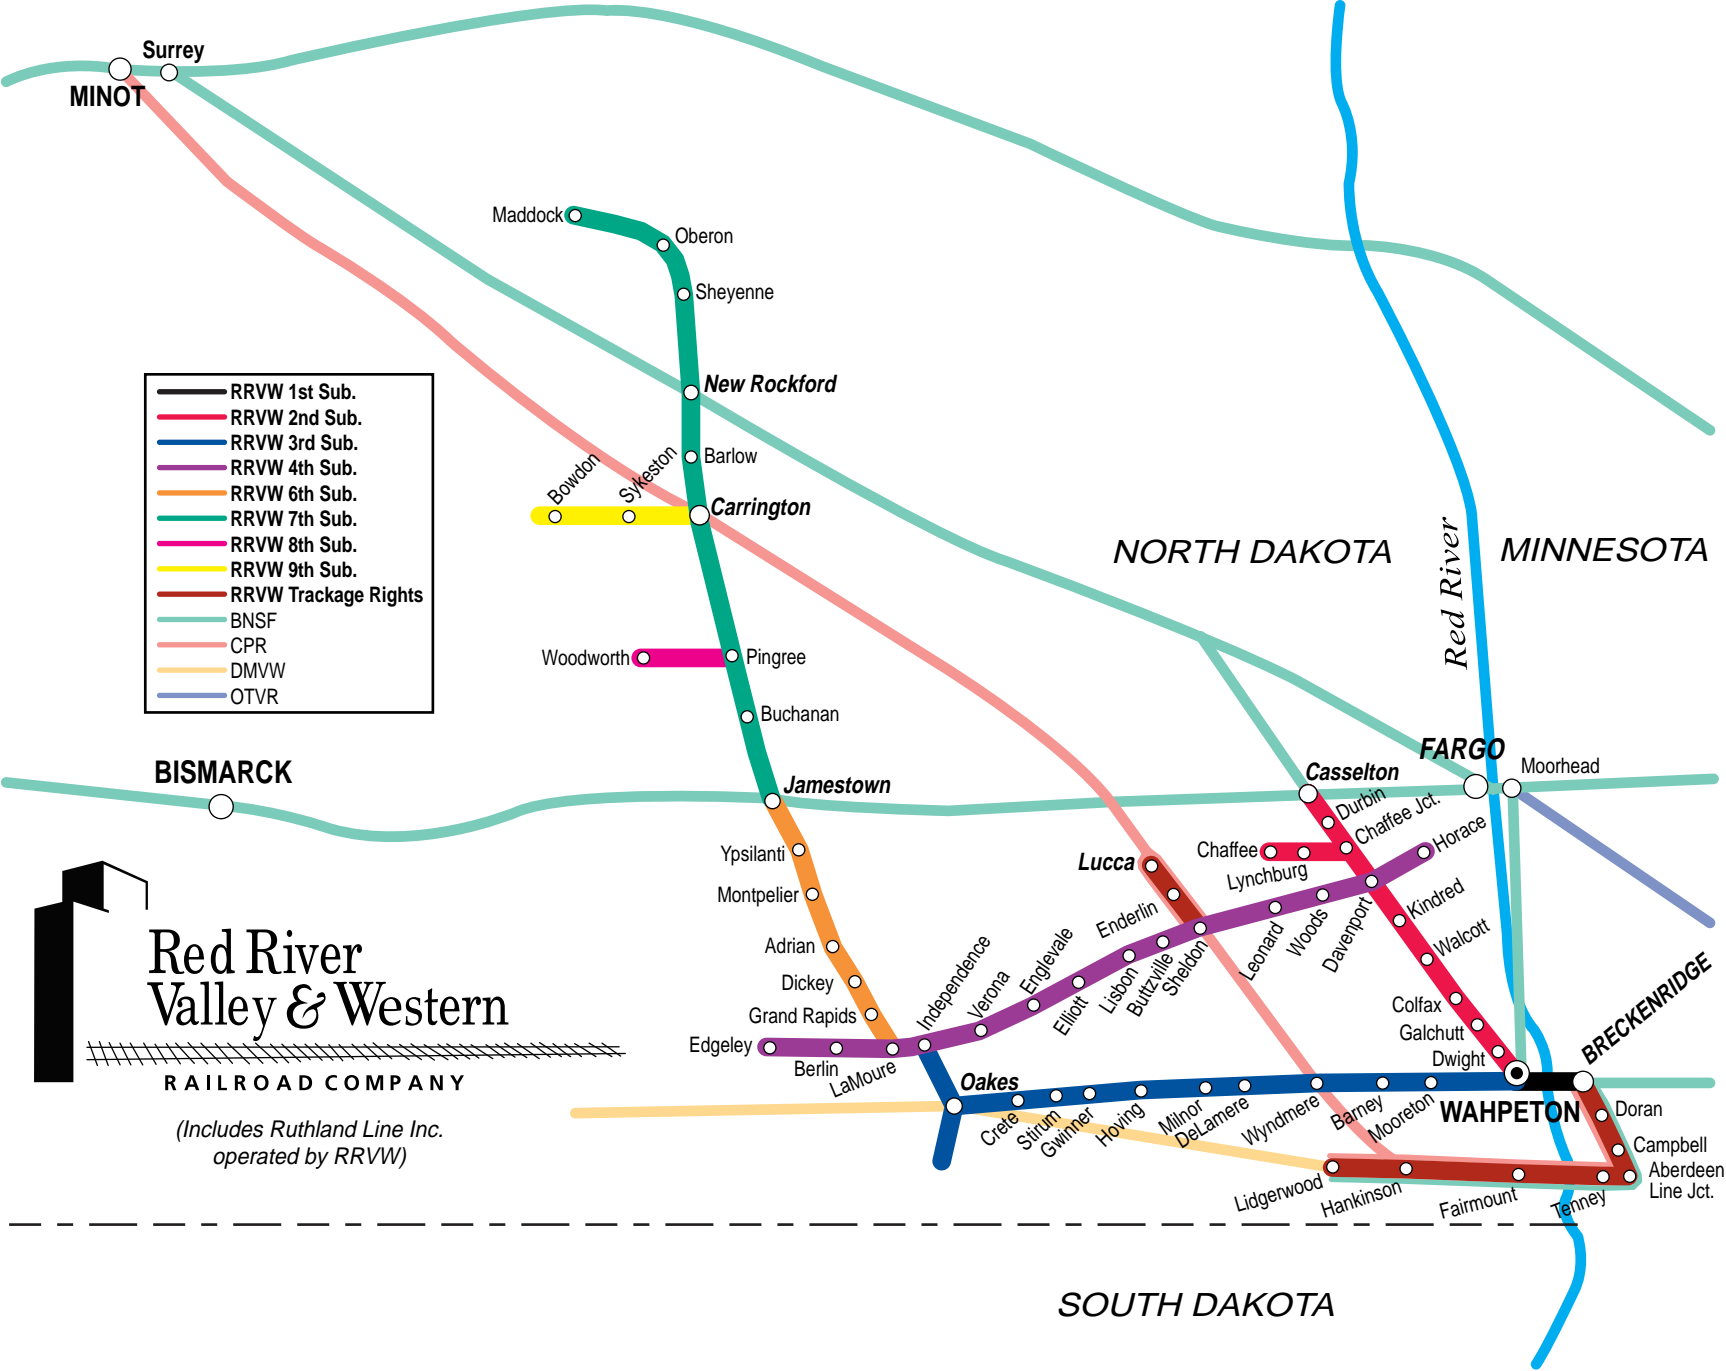 Surrey
MINOT
Maddock
Oberon
Sheyenne
New Rockford
Barlow
Bowdon
Sykeston
Carrington
RRVW 1st Sub.
RRVW 2nd Sub.
RRVW 3rd Sub.
RRVW 4th Sub.
RRVW 6th Sub.
RRVW 7th Sub.
RRVW 8th Sub.
RRVW 9th Sub.
RRVW Trackage Rights
BNSF
CPR
DMVW
OTVR
NORTH DAKOTA
MINNESOTA
Red River
Woodworth
Pingree
Buchanan
BISMARCK
Jamestown
FARGO
Moorhead
Casselton
Durbin
Chaffee Jct.
Horace
Chaffee
Lynchburg
Lucca
Enderlin
Ypsilanti
Montpelier
Adrian
Dickey
Grand Rapids
Edgeley
Berlin
LaMoure
Independence
Verona
Englevale
Elliott
Lisbon
Buttzville
Sheldon
Leonard
Woods
Davenport
Kindred
Walcott
Colfax
Galchutt
Dwight
BRECKENRIDGE
WAHPETON
Oakes
Crete
Stirum
Gwinner
Hoving
Milnor
DeLamere
Wyndmere
Barney
Mooreton
Doran
Campbell
Aberdeen
Line Jct.
Lidgerwood
Hankinson
Fairmount
Tenney
Red River
Valley & Western
RAILROAD COMPANY
(Includes Ruthland Line Inc.
operated by RRVW)
SOUTH DAKOTA